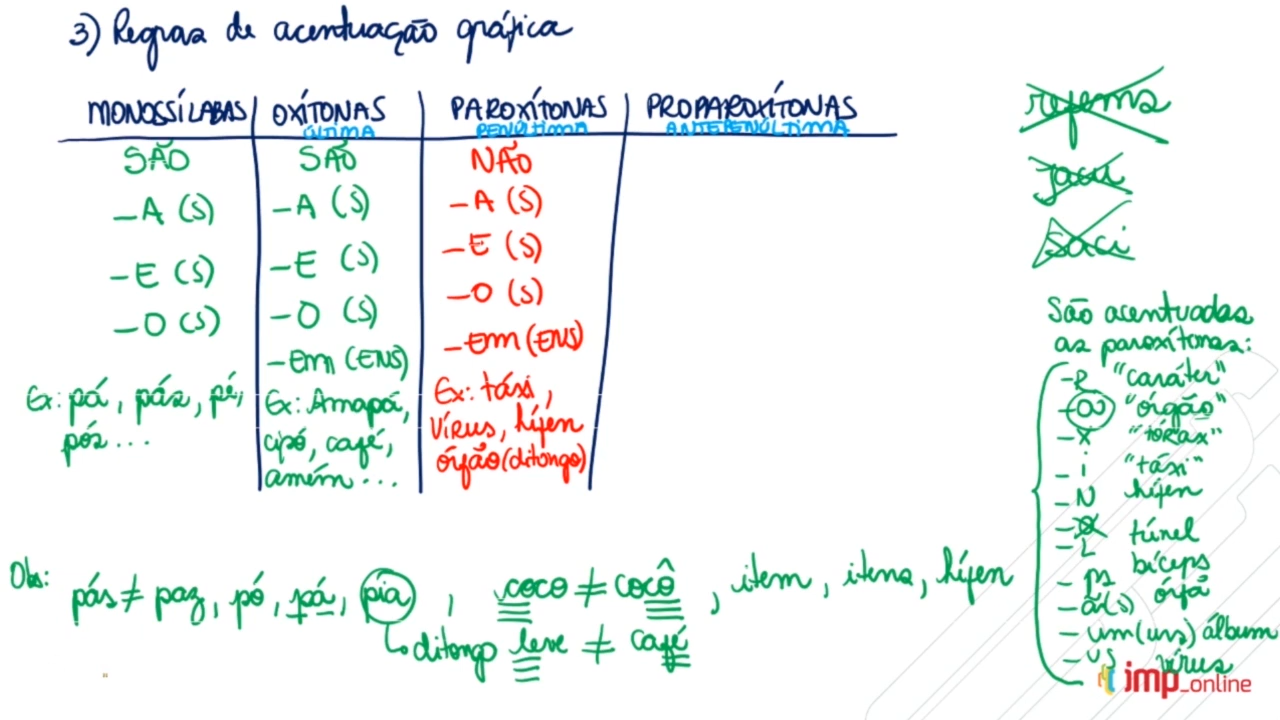 3) Regras de acentuação gráfica
MONOSSÍLABAS OXÍTONAS PAROXÍTONAS PROPAROXÍTONAS
ÚLTIMA PENÚLTIMA ANTEPENÚLTIMA
SÃO SÃO NÃO
-A (S) -A (S) -A (S)
-E (S) -E (S) -E (S)
-O (S) -O (S) -O (S)
-Em (ENS) -Em (ENS)
Ex: pá, pás, pé,
pós...
Ex: Amapá,
cipó, café,
amém...
Ex: táxi,
Vírus, hífen
órgão (ditongo)
jacu
saci
São acentuadas
as paroxítonas:
-R "caráter"
"órgão"
-X "tórax"
-i "táxi"
-N hífen
-L túnel
-ps bíceps
-ã(s) órfã
-um(uns) álbum
-US vírus
Obs: pás ≠ paz, pó, pá, pia, coco ≠ cocô, item, itens, hífen
ditongo leve ≠ café
imp_online